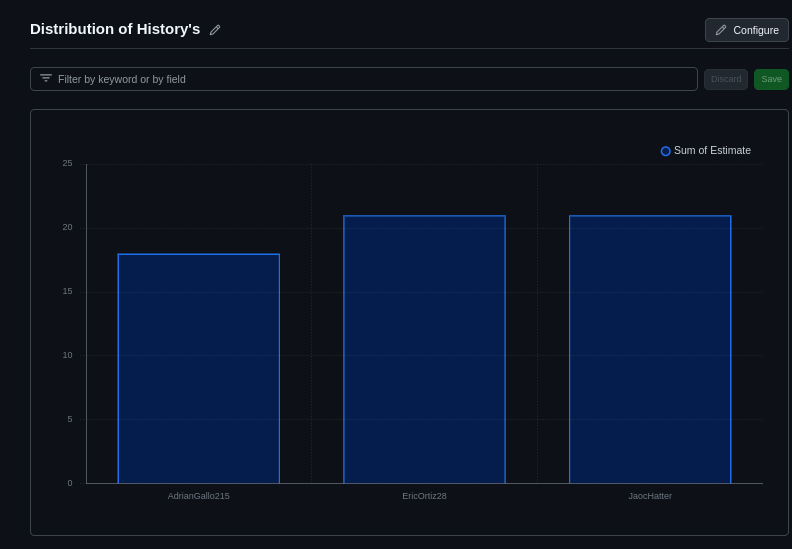 Distribution of History's
Configure
Filter by keyword or by field
Discard
Save
Sum of Estimate
25
20
15
10
5
0
AdrianGallo215
EricOrtiz28
JaocHatter